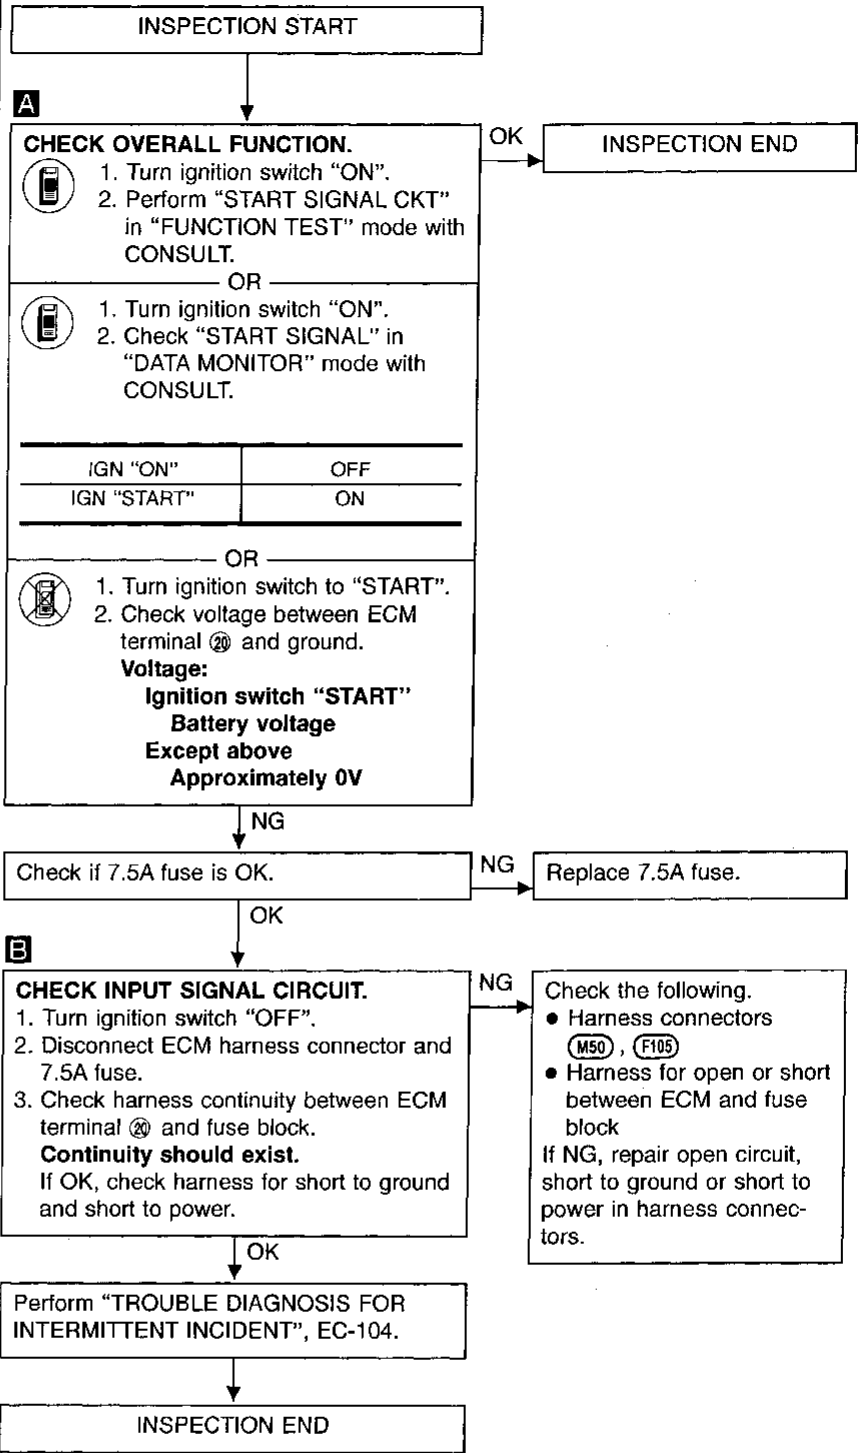 INSPECTION START
A
CHECK OVERALL FUNCTION.
1. Turn ignition switch “ON”.
2. Perform “START SIGNAL CKT”
in “FUNCTION TEST” mode with
CONSULT.
OK
INSPECTION END
OR
1. Turn ignition switch “ON”.
2. Check “START SIGNAL” in
“DATA MONITOR” mode with
CONSULT.
IGN “ON” OFF
IGN “START” ON
OR
1. Turn ignition switch to “START”.
2. Check voltage between ECM
terminal ⑳ and ground.
Voltage:
Ignition switch “START”
Battery voltage
Except above
Approximately 0V
NG
Check if 7.5A fuse is OK.
NG
Replace 7.5A fuse.
OK
B
CHECK INPUT SIGNAL CIRCUIT.
1. Turn ignition switch “OFF”.
2. Disconnect ECM harness connector and
7.5A fuse.
3. Check harness continuity between ECM
terminal ⑳ and fuse block.
Continuity should exist.
If OK, check harness for short to ground
and short to power.
NG
Check the following.
● Harness connectors
M50 , F105
● Harness for open or short
between ECM and fuse
block
If NG, repair open circuit,
short to ground or short to
power in harness connec-
tors.
OK
Perform “TROUBLE DIAGNOSIS FOR
INTERMITTENT INCIDENT”, EC-104.
INSPECTION END